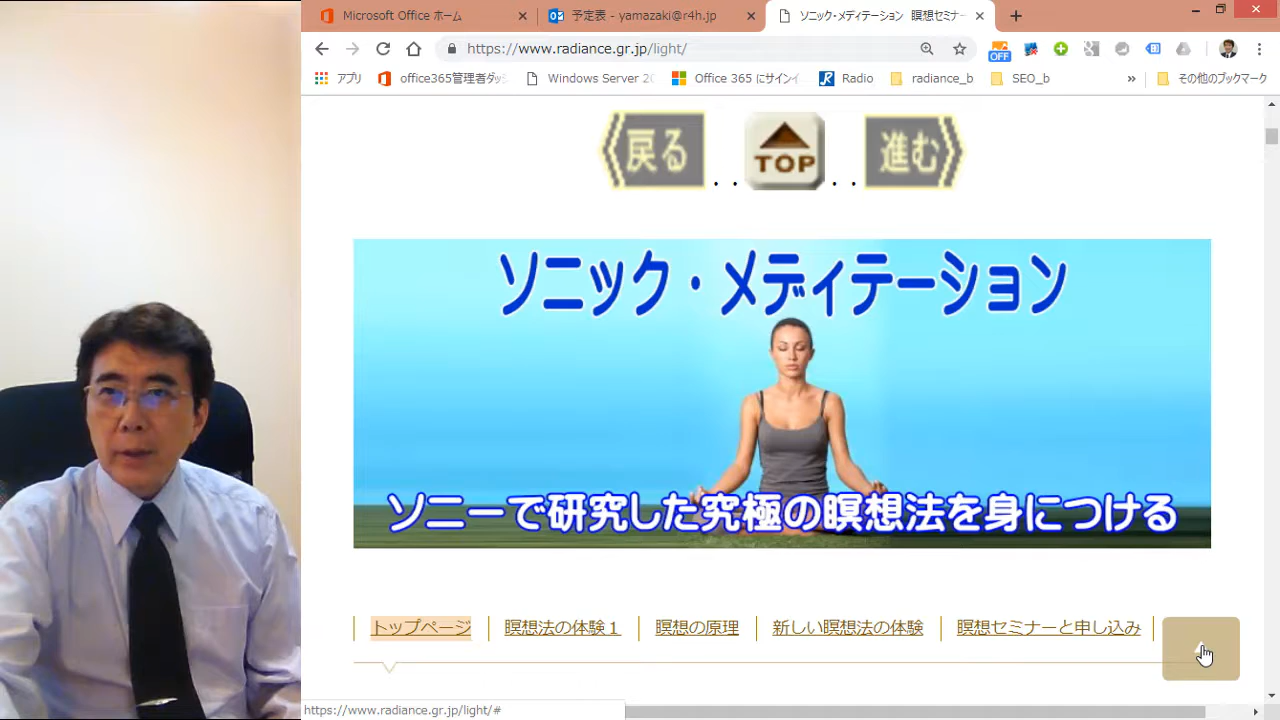 Microsoft Office ホーム
予定表 - yamazaki@r4h.jp
ソニック・メディテーション 瞑想セミナー
https://www.radiance.gr.jp/light/
OFF
アプリ
office365管理者ダッ
Windows Server 20
Office 365 にサインイ
Radio
radiance_b
SEO_b
その他のブックマーク
戻る
TOP
進む
ソニック・メディテーション
ソニーで研究した究極の瞑想法を身につける
トップページ
瞑想法の体験１
瞑想の原理
新しい瞑想法の体験
瞑想セミナーと申し込み
https://www.radiance.gr.jp/light/#